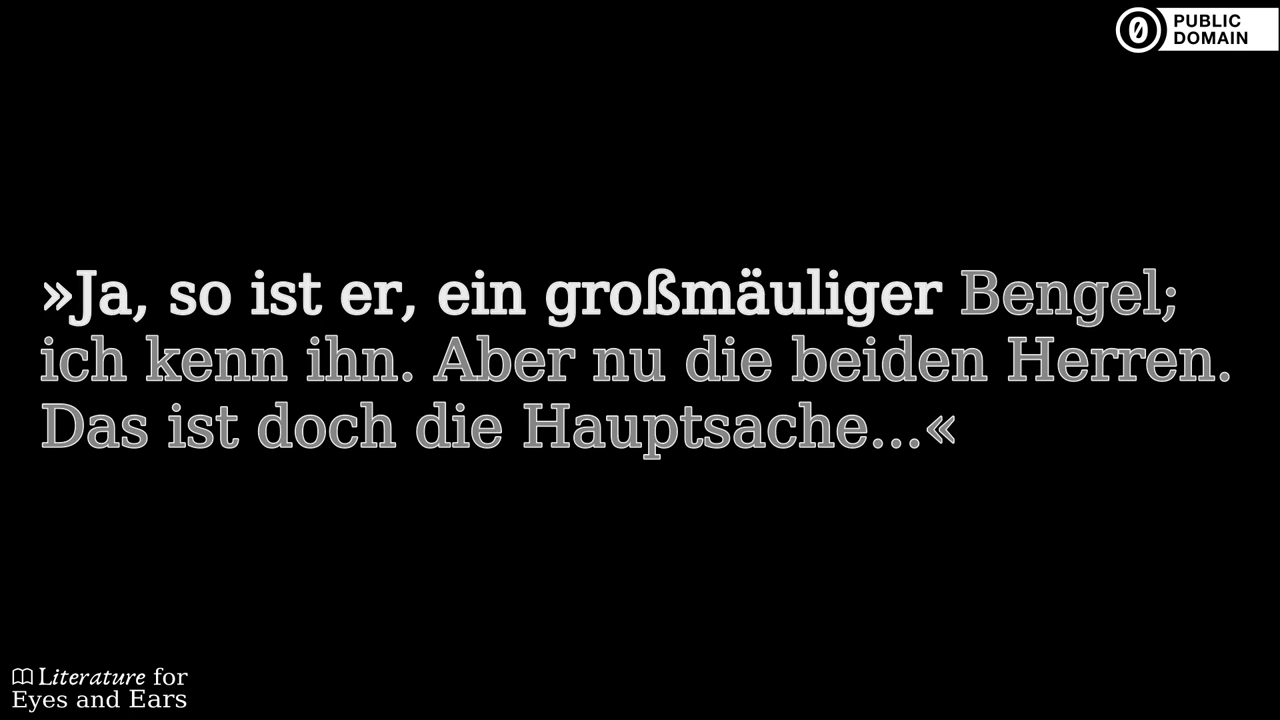 PUBLIC
DOMAIN
»Ja, so ist er, ein großmäuliger Bengel;
ich kenn ihn. Aber nu die beiden Herren.
Das ist doch die Hauptsache...«
Literature for
Eyes and Ears